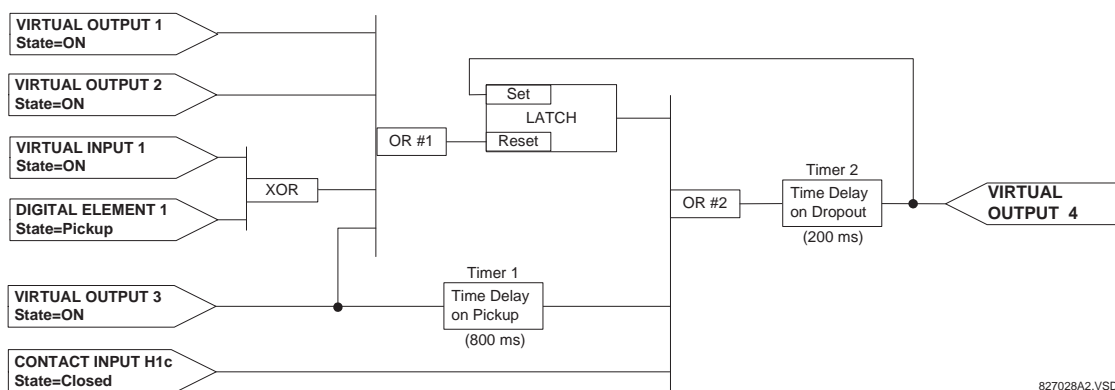 VIRTUAL OUTPUT 1
State=ON
VIRTUAL OUTPUT 2
State=ON
VIRTUAL INPUT 1
State=ON
DIGITAL ELEMENT 1
State=Pickup
XOR
VIRTUAL OUTPUT 3
State=ON
CONTACT INPUT H1c
State=Closed
OR #1
Set
LATCH
Reset
Timer 1
Time Delay
on Pickup
(800 ms)
OR #2
Timer 2
Time Delay
on Dropout
(200 ms)
VIRTUAL
OUTPUT 4
827028A2.VSD